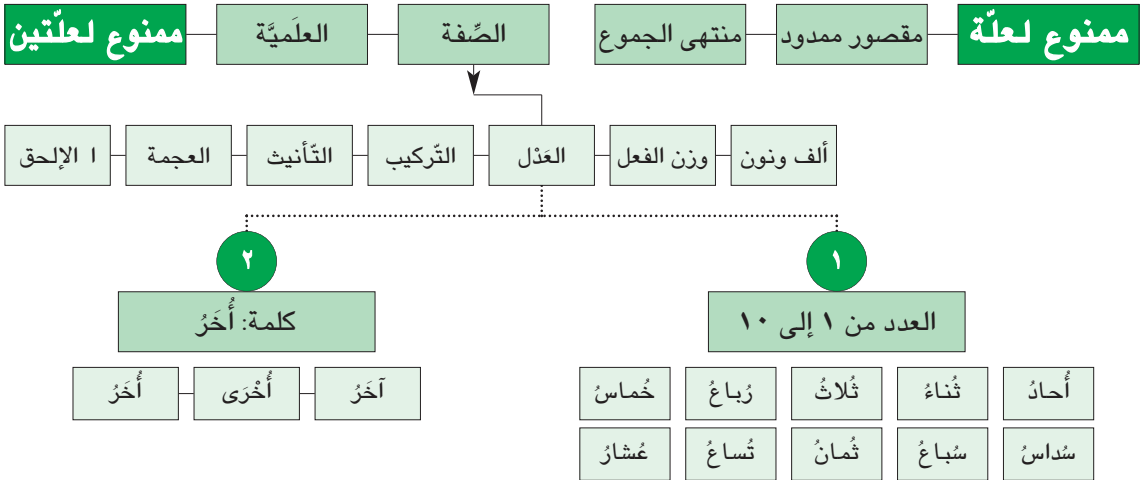 ممنوع لعلّة
مقصور ممدود
منتهى الجموع
الصِّفة
العلَميَّة
ممنوع لعلّتين
ألف ونون
وزن الفعل
العَدْل
التّركيب
التّأنيث
العجمة
ا الإلحق
١
٢
العدد من ١ إلى ١٠
كلمة: أُخَرُ
أُحادُ
ثُناءُ
ثُلاثُ
رُباعُ
خُماسُ
سُداسُ
سُباعُ
ثُمانُ
تُساعُ
عُشارُ
آخَرُ
أُخْرَى
أُخَرُ